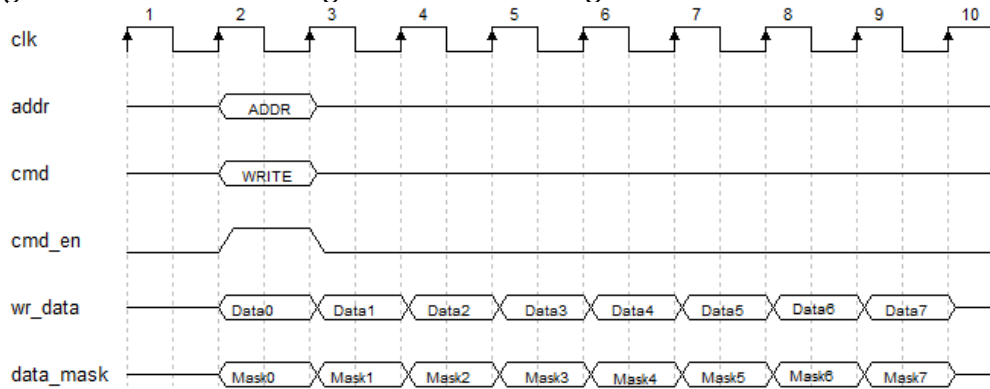 1 2 3 4 5 6 7 8 9 10
clk
addr ADDR
cmd WRITE
cmd_en
wr_data Data0 Data1 Data2 Data3 Data4 Data5 Data6 Data7
data_mask Mask0 Mask1 Mask2 Mask3 Mask4 Mask5 Mask6 Mask7